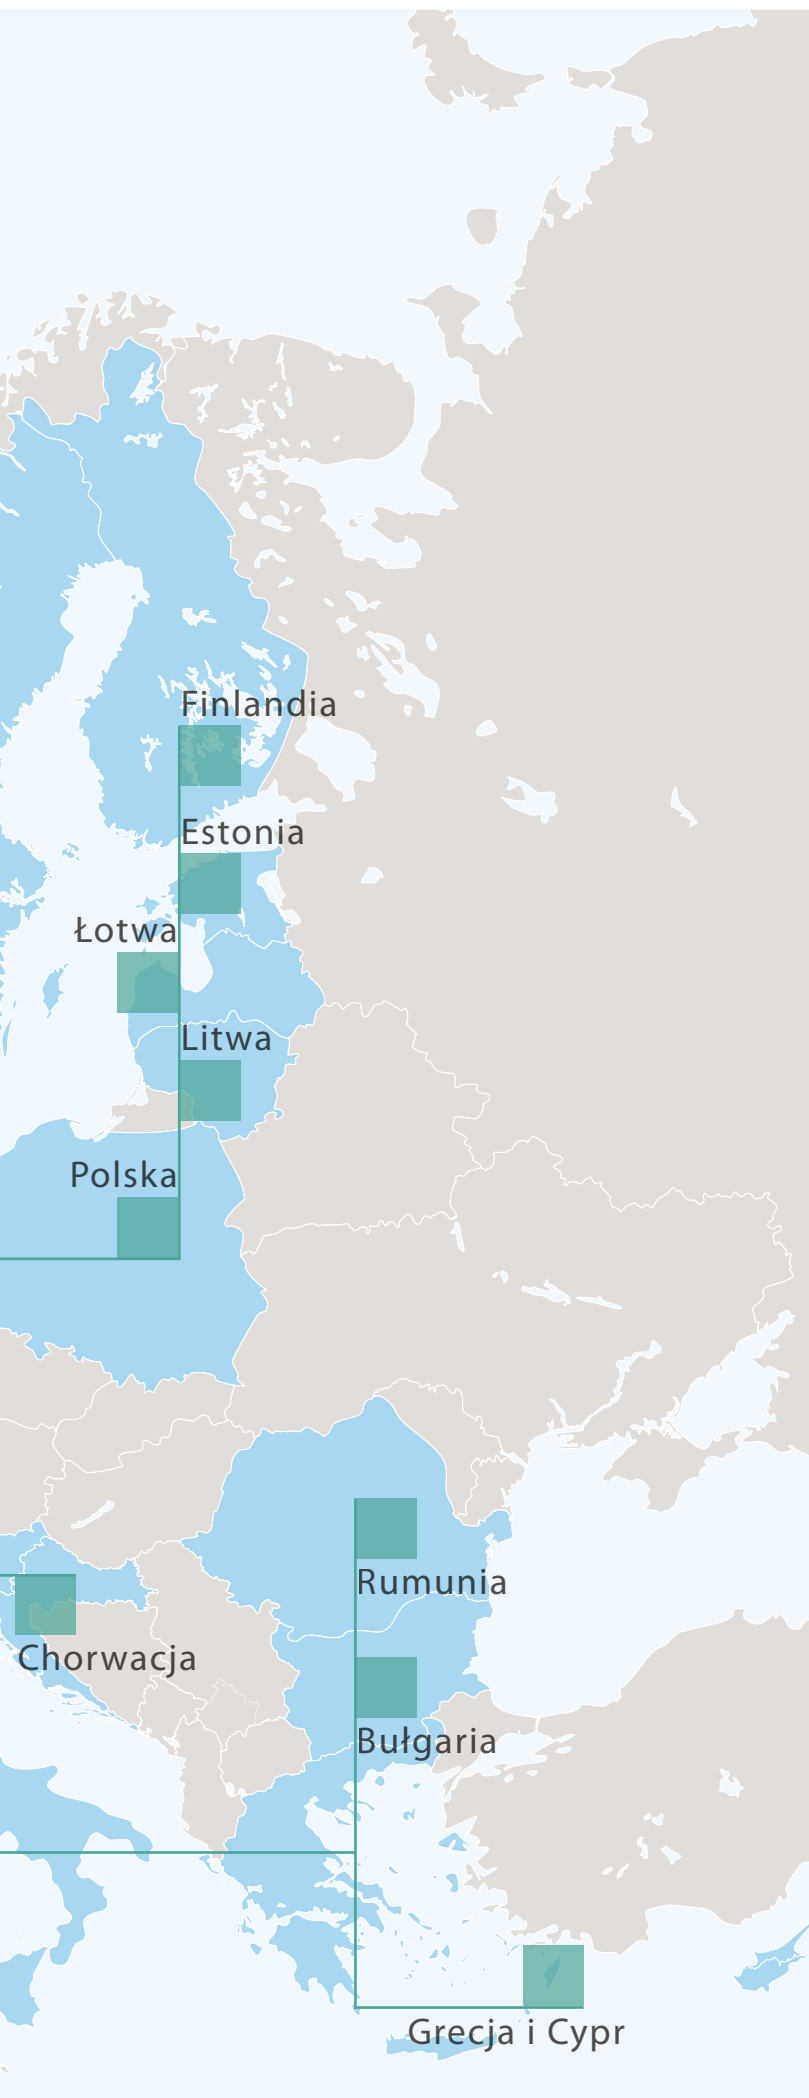 Finlandia
Estonia
Łotwa
Litwa
Polska
Rumunia
Chorwacja
Bułgaria
Grecja i Cypr